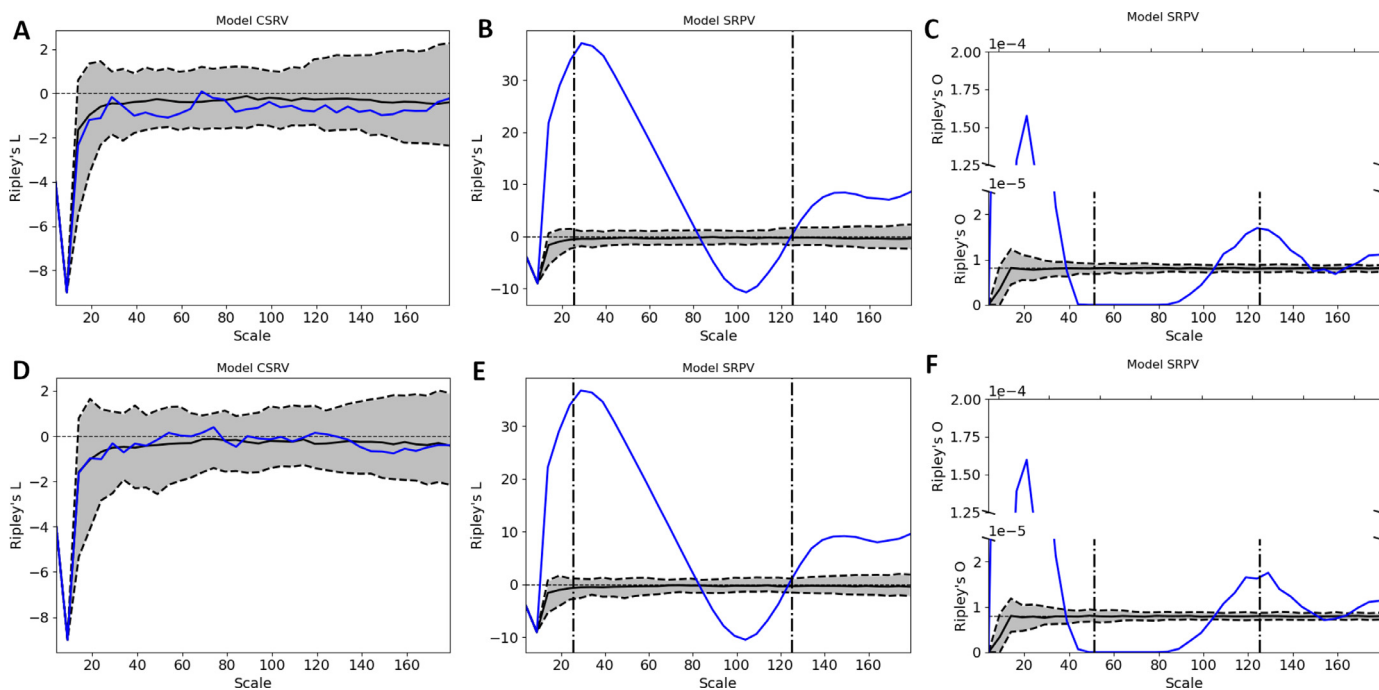 A
Model CSRV
2
0
−2
−4
−6
−8
Ripley's L
20 40 60 80 100 120 140 160
Scale
B
Model SRPV
30
20
10
0
−10
Ripley's L
20 40 60 80 100 120 140 160
Scale
C
Model SRPV
1e−4
2.00
1.75
1.50
1.25
Ripley's O
1e−5
2
1
0
Ripley's O
20 40 60 80 100 120 140 160
Scale
D
Model CSRV
2
0
−2
−4
−6
−8
Ripley's L
20 40 60 80 100 120 140 160
Scale
E
Model SRPV
30
20
10
0
−10
Ripley's L
20 40 60 80 100 120 140 160
Scale
F
Model SRPV
1e−4
2.00
1.75
1.50
1.25
Ripley's O
1e−5
2
1
0
Ripley's O
20 40 60 80 100 120 140 160
Scale